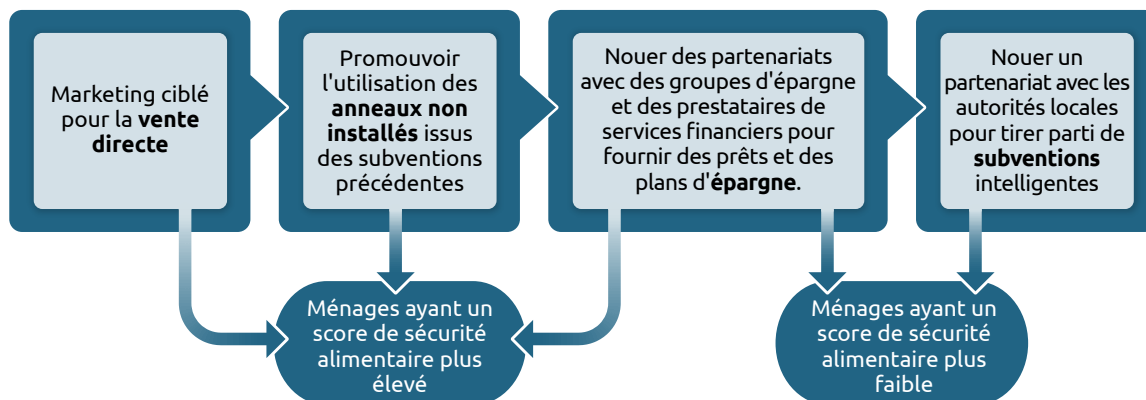 Marketing ciblé
pour la vente
directe
Promouvoir
l'utilisation des
anneaux non
installés issus
des subventions
précédentes
Nouer des partenariats
avec des groupes d'épargne
et des prestataires de
services financiers pour
fournir des prêts et des
plans d'épargne.
Nouer un
partenariat avec les
autorités locales
pour tirer parti de
subventions
intelligentes
Ménages ayant un
score de sécurité
alimentaire plus
élevé
Ménages ayant un
score de sécurité
alimentaire plus
faible